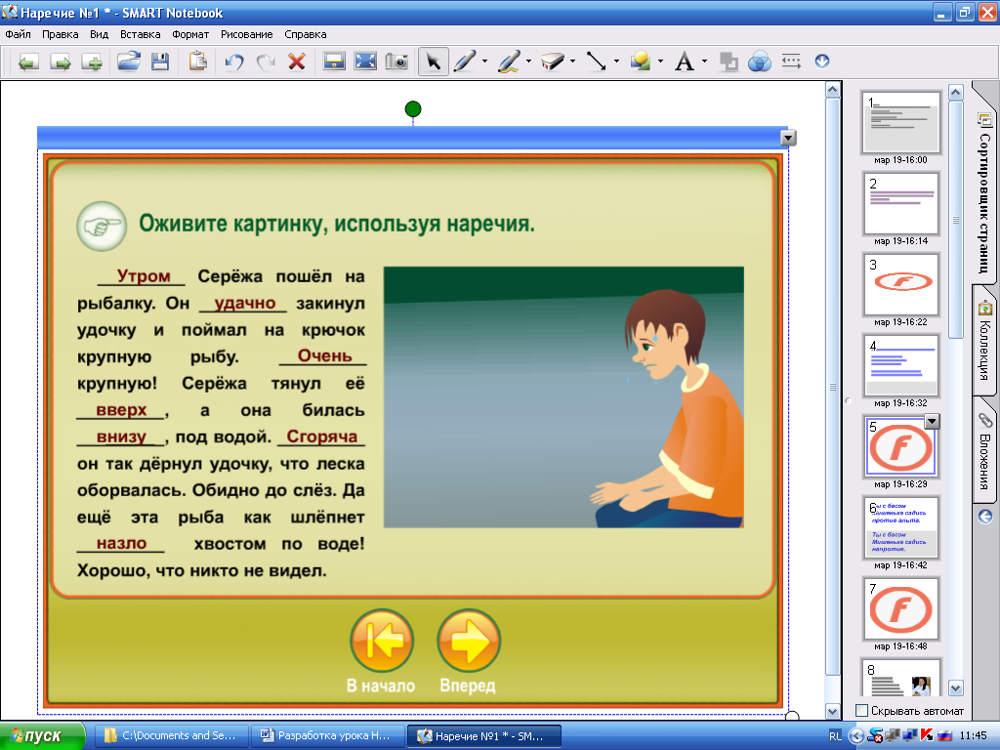 Наречие №1 * - SMART Notebook
Файл Правка Вид Вставка Формат Рисование Справка
Оживите картинку, используя наречия.
Утром Серёжа пошёл на
рыбалку. Он удачно закинул
удочку и поймал на крючок
крупную рыбу. Очень
крупную! Серёжа тянул её
вверх, а она билась
внизу, под водой. Сгоряча
он так дёрнул удочку, что леска
оборвалась. Обидно до слёз. Да
ещё эта рыба как шлёпнет
назло хвостом по воде!
Хорошо, что никто не видел.
В начало Вперед
1
мар 19-16:00
2
мар 19-16:14
3
мар 19-16:22
4
мар 19-16:32
5
мар 19-16:29
6
Ты с басом
Мишенька садись
против альта.
Ты с басом
Мишенька садись
напротив.
мар 19-16:42
7
мар 19-16:48
8
Скрывать автомат
Сортировщик страниц
Коллекция
Вложения
пуск
C:\Documents and Se...
Разработка урока Н...
Наречие №1 * - SM...
RL
11:45